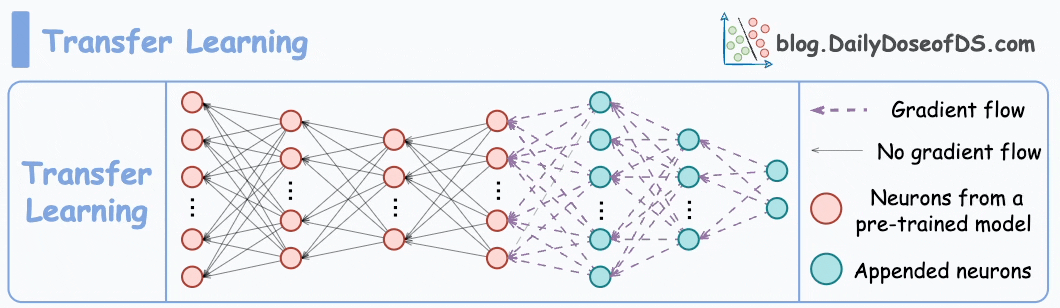 Transfer Learning
blog.DailyDoseofDS.com
Transfer
Learning
Gradient flow
No gradient flow
Neurons from a
pre-trained model
Appended neurons